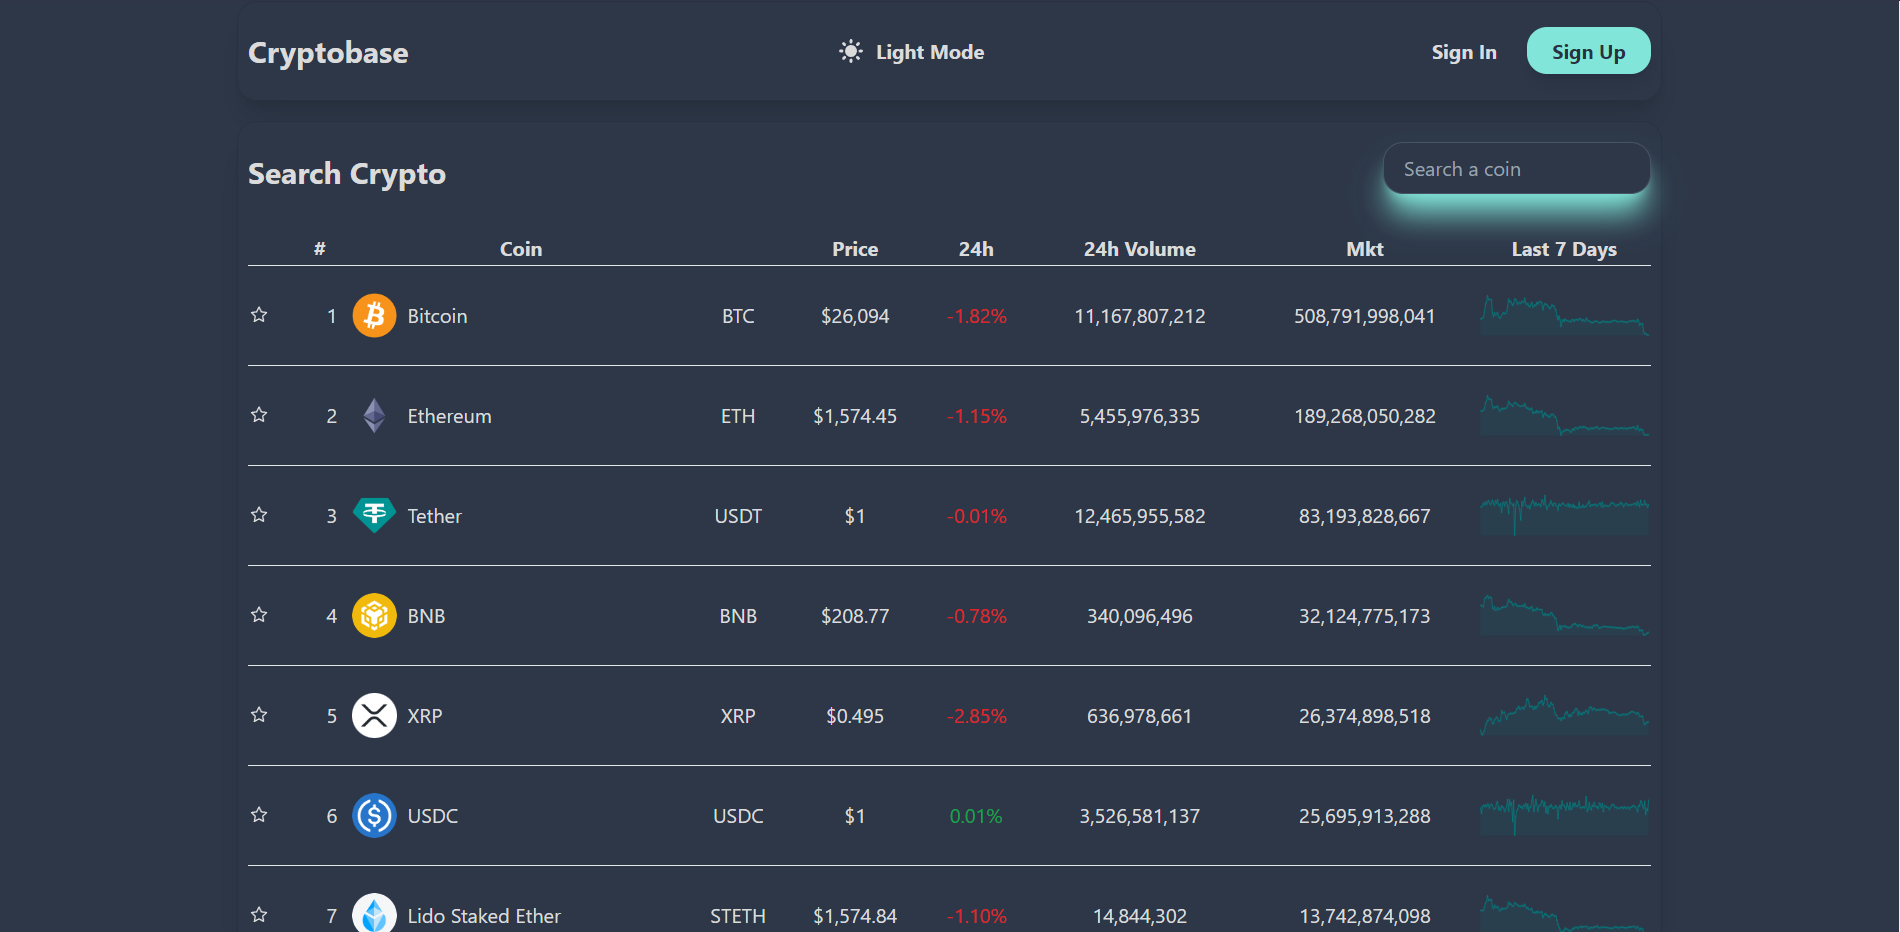 Cryptobase Light Mode Sign In Sign Up
Search Crypto Search a coin
# Coin Price 24h 24h Volume Mkt Last 7 Days
1 Bitcoin BTC $26,094 -1.82% 11,167,807,212 508,791,998,041
2 Ethereum ETH $1,574.45 -1.15% 5,455,976,335 189,268,050,282
3 Tether USDT $1 -0.01% 12,465,955,582 83,193,828,667
4 BNB BNB $208.77 -0.78% 340,096,496 32,124,775,173
5 XRP XRP $0.495 -2.85% 636,978,661 26,374,898,518
6 USDC USDC $1 0.01% 3,526,581,137 25,695,913,288
7 Lido Staked Ether STETH $1,574.84 -1.10% 14,844,302 13,742,874,098